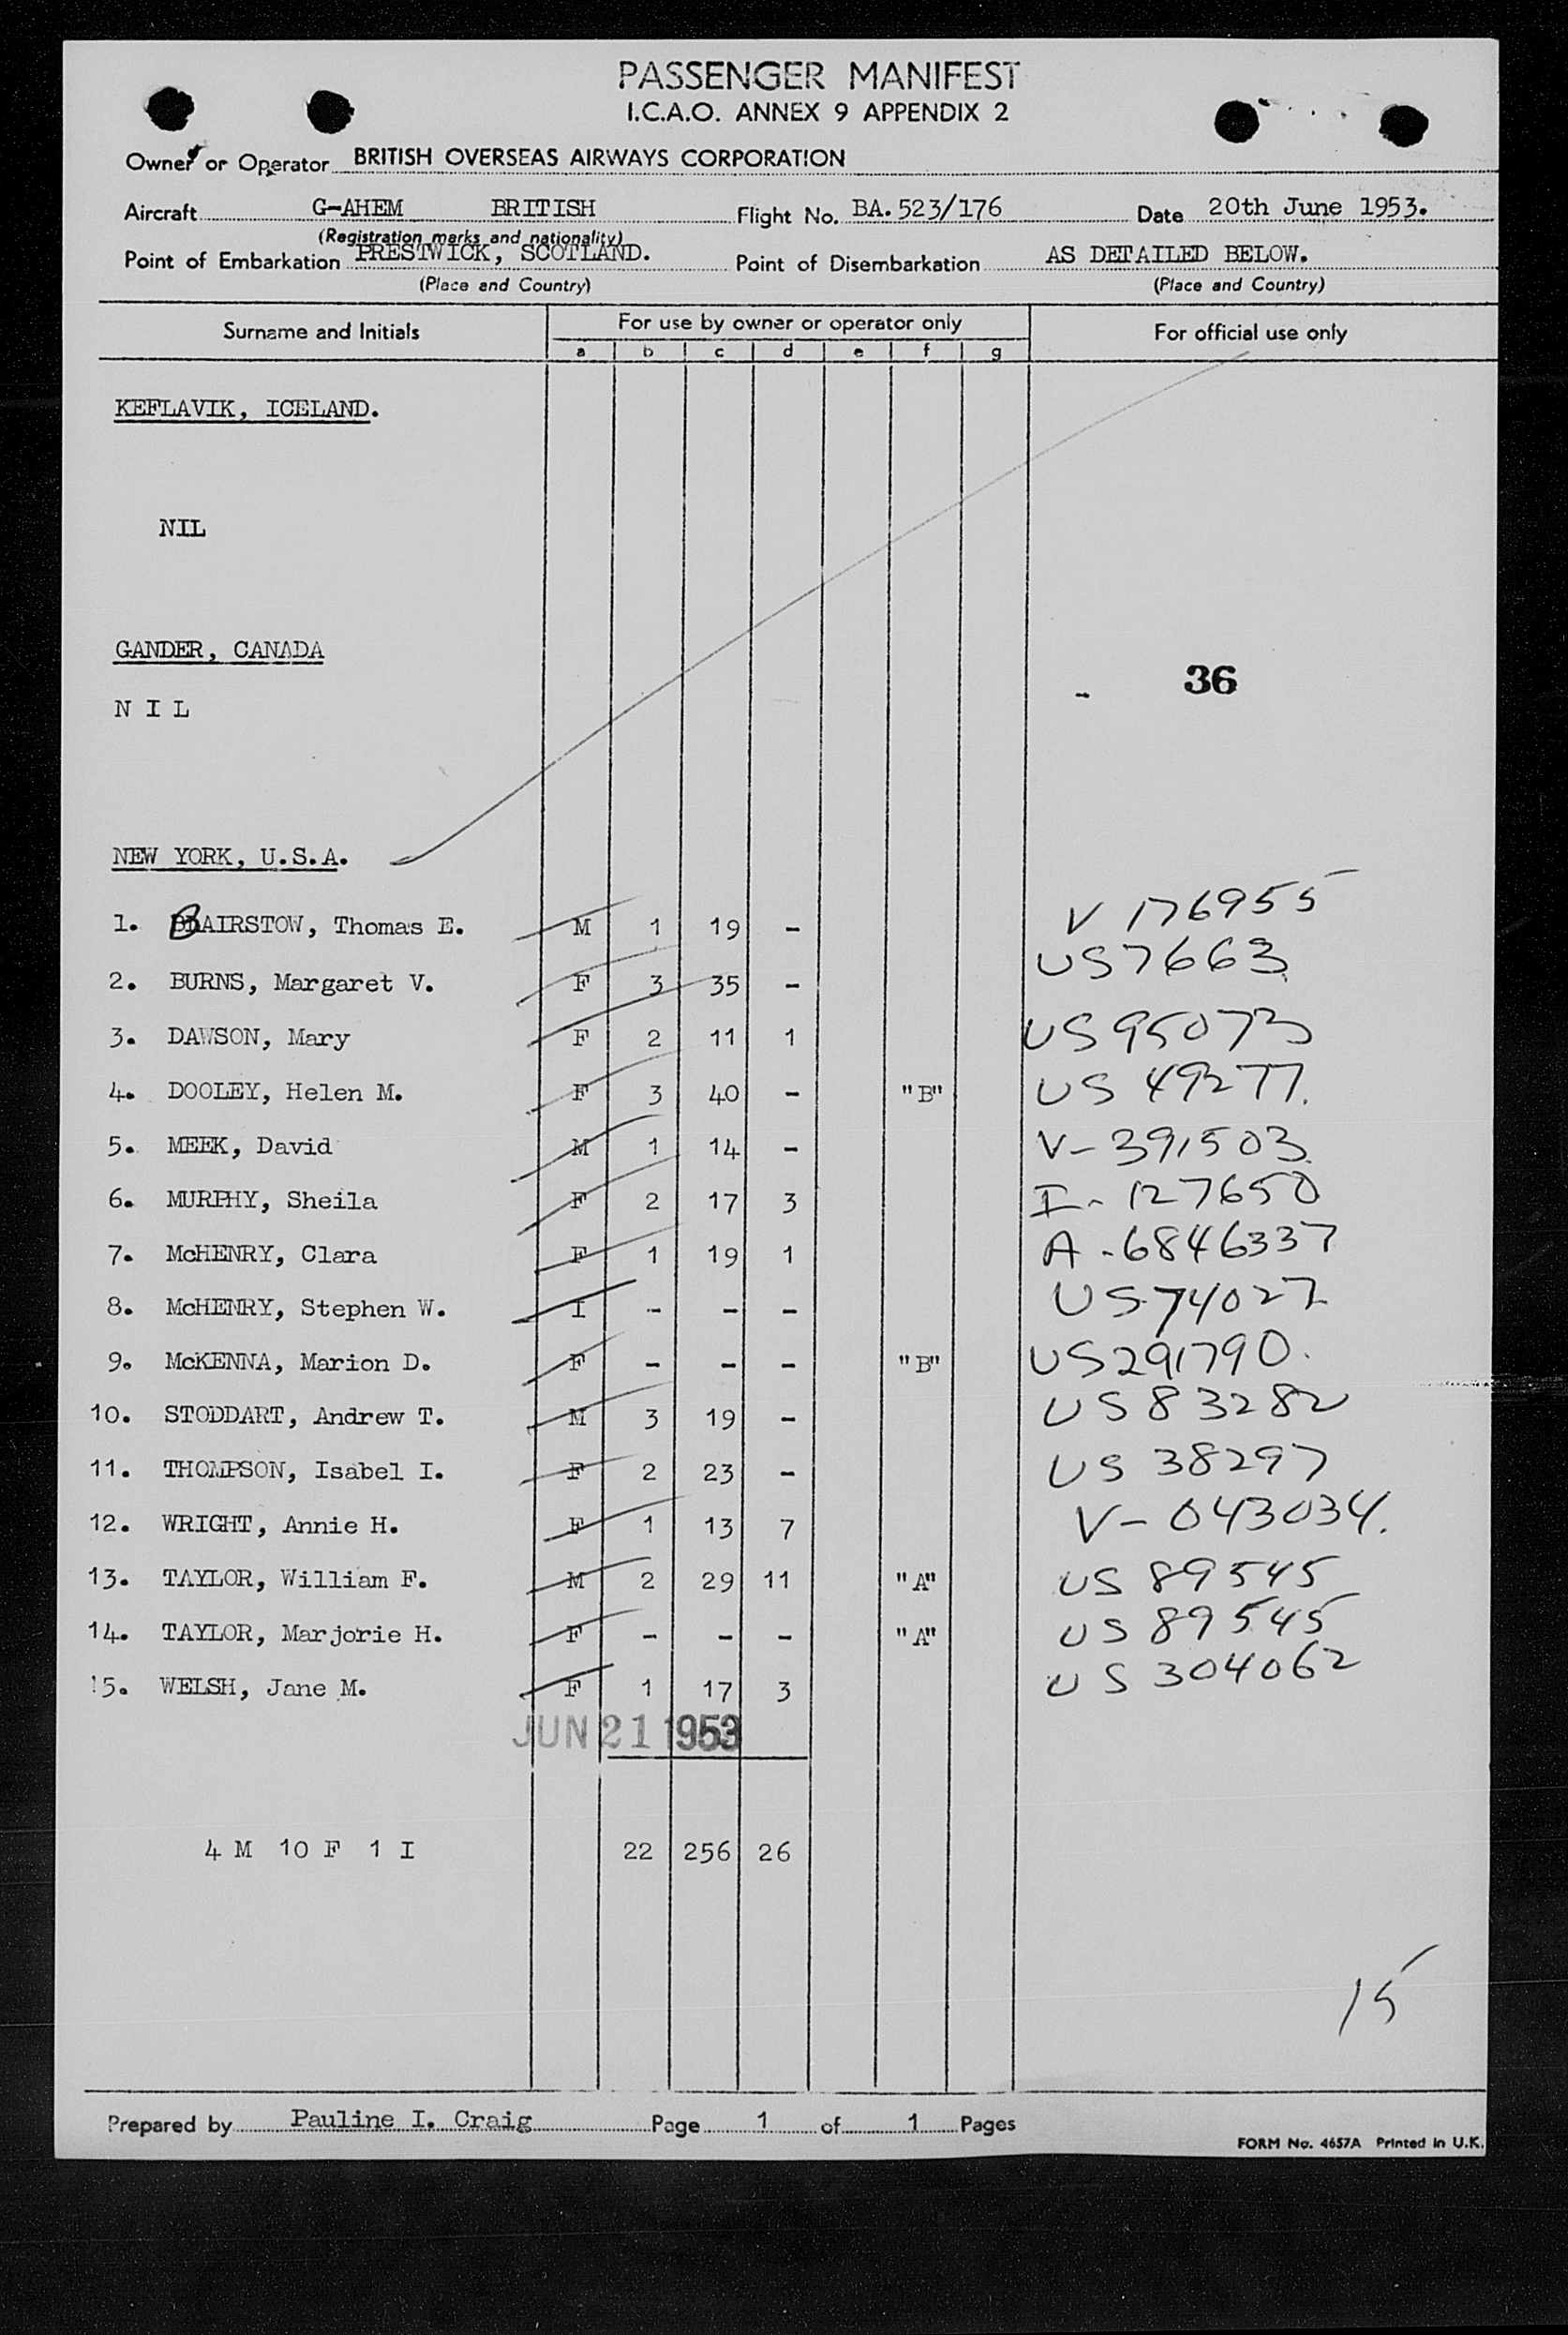 PASSENGER MANIFEST
I.C.A.O. ANNEX 9 APPENDIX 2
Owner or Operator BRITISH OVERSEAS AIRWAYS CORPORATION
Aircraft G-AHEM BRITISH Flight No. BA.523/176 Date 20th June 1953.
(Registration marks and nationality)
Point of Embarkation PRESTWICK, SCOTLAND. Point of Disembarkation AS DETAILED BELOW.
(Place and Country) (Place and Country)
Surname and Initials For use by owner or operator only For official use only
a b c d e f g
KEFLAVIK, ICELAND.
NIL
GANDER, CANADA
- 36
N I L
NEW YORK, U.S.A.
1. BAIRSTOW, Thomas E. M 1 19 - V 176955
2. BURNS, Margaret V. F 3 35 - US7663
3. DAWSON, Mary F 2 11 1 US95073
4. DOOLEY, Helen M. F 3 40 - "B" US 49277.
5. MEEK, David M 1 14 - V-391503
6. MURPHY, Sheila F 2 17 3 I-127650
7. McHENRY, Clara F 1 19 1 A-6846337
8. McHENRY, Stephen W. I - - - US74027
9. McKENNA, Marion D. F - - - "B" US291790.
10. STODDART, Andrew T. M 3 19 - US83282
11. THOMPSON, Isabel I. F 2 23 - US 38297
12. WRIGHT, Annie H. F 1 13 7 V-043034.
13. TAYLOR, William F. M 2 29 11 "A" US 89545
14. TAYLOR, Marjorie H. F - - - "A" US 89545
15. WELSH, Jane M. F 1 17 3 US 304062
JUN 21 1953
4 M 10 F 1 I 22 256 26
15
Prepared by Pauline I. Craig Page 1 of 1 Pages
FORM No. 4657A Printed in U.K.